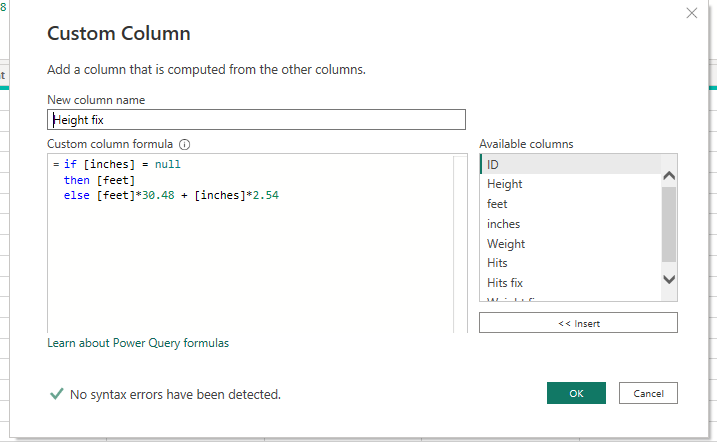 8
Custom Column
Add a column that is computed from the other columns.
t
New column name
Height fix
Custom column formula
Available columns
= if [inches] = null
then [feet]
else [feet]*30.48 + [inches]*2.54
ID
Height
feet
inches
Weight
Hits
Hits fix
<< Insert
Learn about Power Query formulas
No syntax errors have been detected.
OK
Cancel